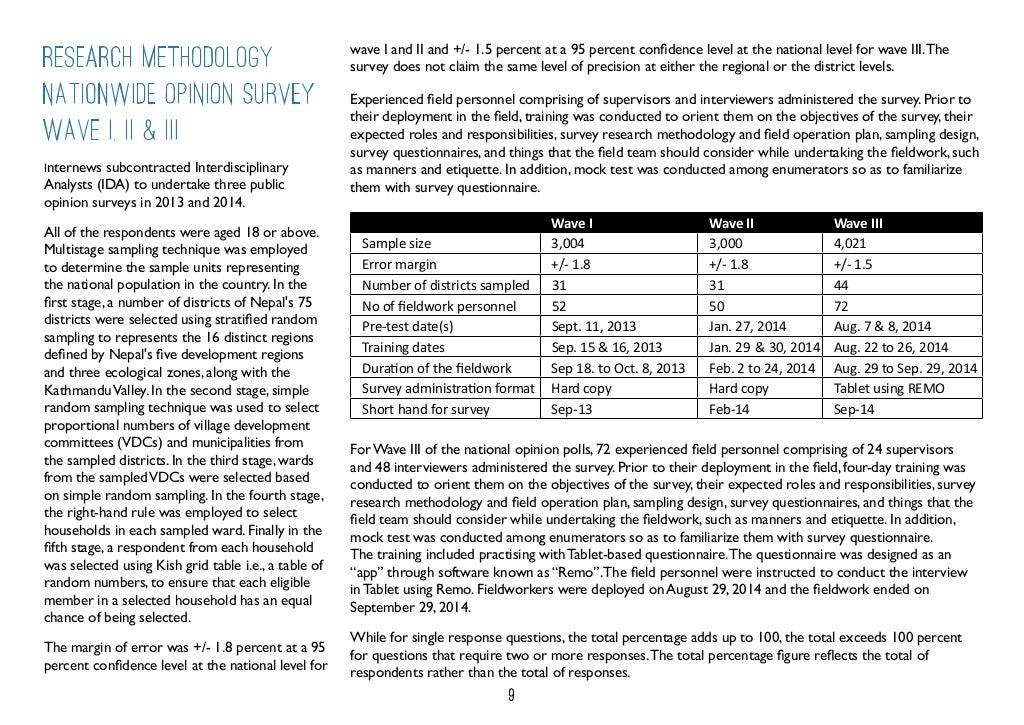 RESEARCH METHODOLOGY
NATIONWIDE OPINION SURVEY
WAVE I, II & III
Internews subcontracted Interdisciplinary
Analysts (IDA) to undertake three public
opinion surveys in 2013 and 2014.
All of the respondents were aged 18 or above.
Multistage sampling technique was employed
to determine the sample units representing
the national population in the country. In the
first stage, a number of districts of Nepal's 75
districts were selected using stratified random
sampling to represents the 16 distinct regions
defined by Nepal's five development regions
and three ecological zones, along with the
Kathmandu Valley. In the second stage, simple
random sampling technique was used to select
proportional numbers of village development
committees (VDCs) and municipalities from
the sampled districts. In the third stage, wards
from the sampled VDCs were selected based
on simple random sampling. In the fourth stage,
the right-hand rule was employed to select
households in each sampled ward. Finally in the
fifth stage, a respondent from each household
was selected using Kish grid table i.e., a table of
random numbers, to ensure that each eligible
member in a selected household has an equal
chance of being selected.
The margin of error was +/- 1.8 percent at a 95
percent confidence level at the national level for
wave I and II and +/- 1.5 percent at a 95 percent confidence level at the national level for wave III. The
survey does not claim the same level of precision at either the regional or the district levels.
Experienced field personnel comprising of supervisors and interviewers administered the survey. Prior to
their deployment in the field, training was conducted to orient them on the objectives of the survey, their
expected roles and responsibilities, survey research methodology and field operation plan, sampling design,
survey questionnaires, and things that the field team should consider while undertaking the fieldwork, such
as manners and etiquette. In addition, mock test was conducted among enumerators so as to familiarize
them with survey questionnaire.
Wave I Wave II Wave III
Sample size 3,004 3,000 4,021
Error margin +/- 1.8 +/- 1.8 +/- 1.5
Number of districts sampled 31 31 44
No of fieldwork personnel 52 50 72
Pre-test date(s) Sept. 11, 2013 Jan. 27, 2014 Aug. 7 & 8, 2014
Training dates Sep. 15 & 16, 2013 Jan. 29 & 30, 2014 Aug. 22 to 26, 2014
Duration of the fieldwork Sep 18. to Oct. 8, 2013 Feb. 2 to 24, 2014 Aug. 29 to Sep. 29, 2014
Survey administration format Hard copy Hard copy Tablet using REMO
Short hand for survey Sep-13 Feb-14 Sep-14
For Wave III of the national opinion polls, 72 experienced field personnel comprising of 24 supervisors
and 48 interviewers administered the survey. Prior to their deployment in the field, four-day training was
conducted to orient them on the objectives of the survey, their expected roles and responsibilities, survey
research methodology and field operation plan, sampling design, survey questionnaires, and things that the
field team should consider while undertaking the fieldwork, such as manners and etiquette. In addition,
mock test was conducted among enumerators so as to familiarize them with survey questionnaire.
The training included practising with Tablet-based questionnaire. The questionnaire was designed as an
“app” through software known as “Remo”. The field personnel were instructed to conduct the interview
in Tablet using Remo. Fieldworkers were deployed on August 29, 2014 and the fieldwork ended on
September 29, 2014.
While for single response questions, the total percentage adds up to 100, the total exceeds 100 percent
for questions that require two or more responses. The total percentage figure reflects the total of
respondents rather than the total of responses.
9